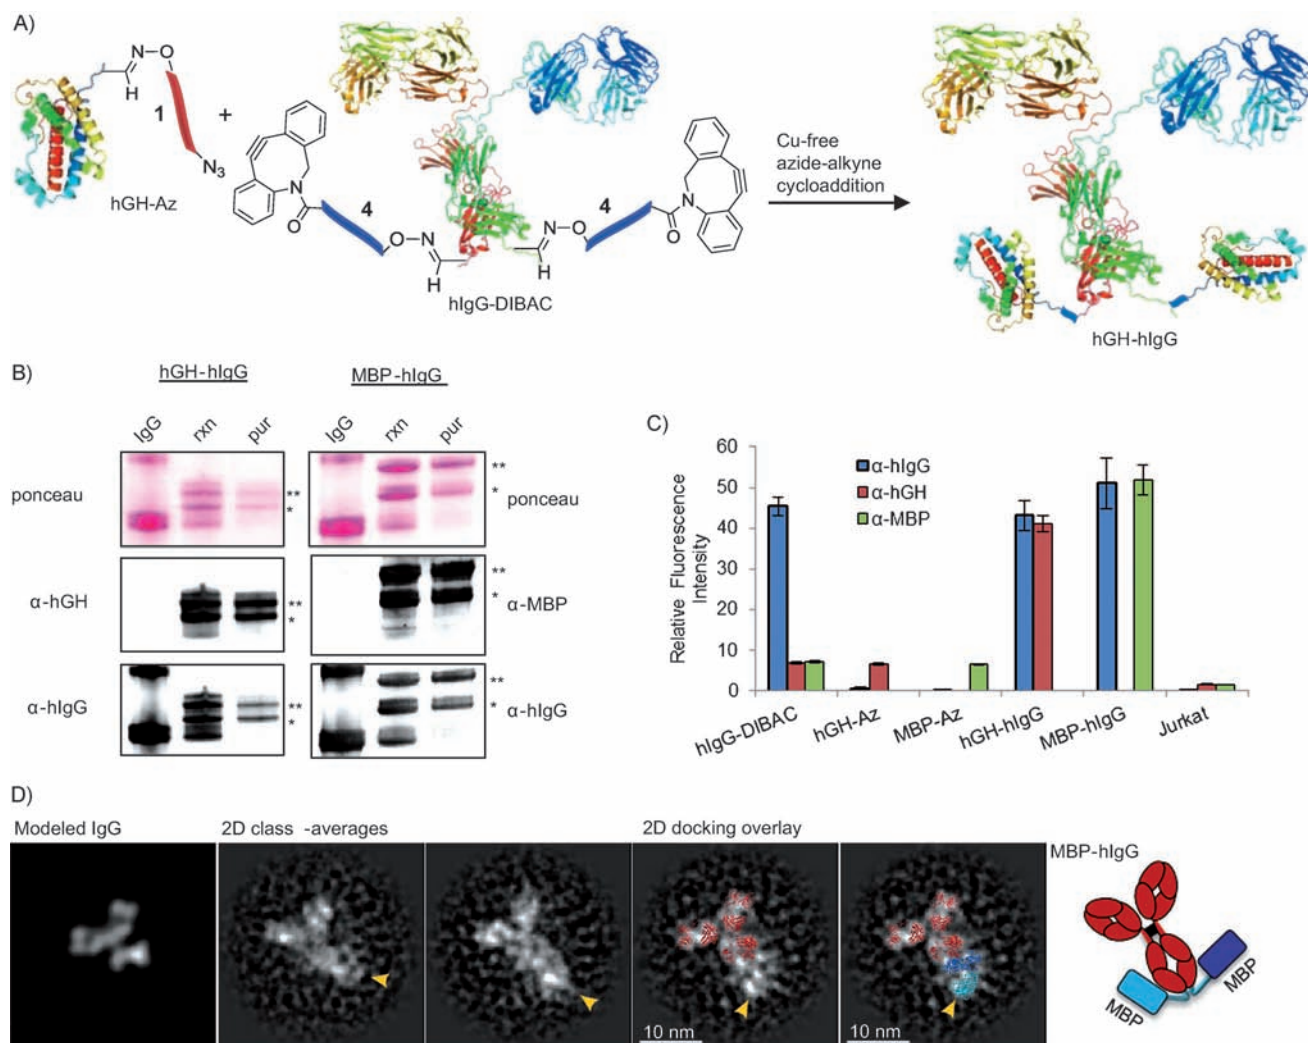 A)
N
O
H
1
N₃
hGH-Az
+
N
O
4
O
N
H
hIgG-DIBAC
N
O
H
4
N
O
Cu-free
azide-alkyne
cycloaddition
hGH-hIgG
B)
hGH-hIgG
MBP-hIgG
IgG
rxn
pur
IgG
rxn
pur
ponceau
**
*
**
*
ponceau
α-hGH
**
*
**
*
α-MBP
α-hIgG
**
*
**
*
α-hIgG
C)
Relative Fluorescence
Intensity
60
50
40
30
20
10
0
α-hIgG
α-hGH
α-MBP
hIgG-DIBAC
hGH-Az
MBP-Az
hGH-hIgG
MBP-hIgG
Jurkat
D)
Modeled IgG
2D class -averages
2D docking overlay
MBP-hIgG
10 nm
10 nm
MBP
MBP